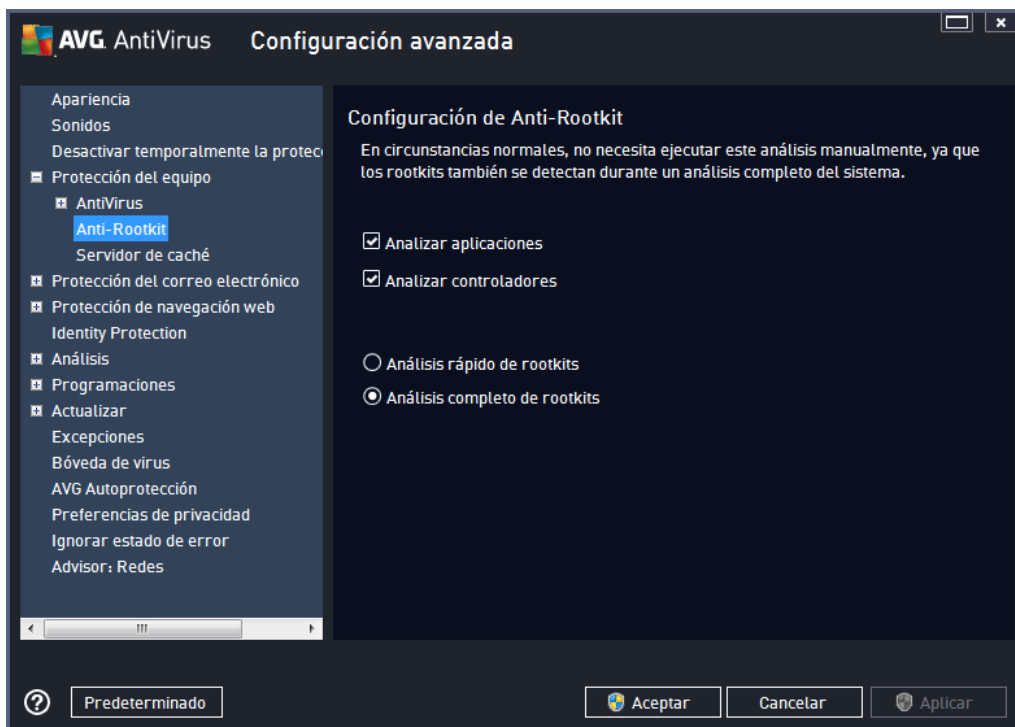 AVG. AntiVirus Configuración avanzada
Apariencia
Sonidos
Desactivar temporalmente la protec
Protección del equipo
AntiVirus
Anti-Rootkit
Servidor de caché
Protección del correo electrónico
Protección de navegación web
Identity Protection
Análisis
Programaciones
Actualizar
Excepciones
Bóveda de virus
AVG Autoprotección
Preferencias de privacidad
Ignorar estado de error
Advisor: Redes
Configuración de Anti-Rootkit
En circunstancias normales, no necesita ejecutar este análisis manualmente, ya que
los rootkits también se detectan durante un análisis completo del sistema.
Analizar aplicaciones
Analizar controladores
Análisis rápido de rootkits
Análisis completo de rootkits
? Predeterminado Aceptar Cancelar Aplicar